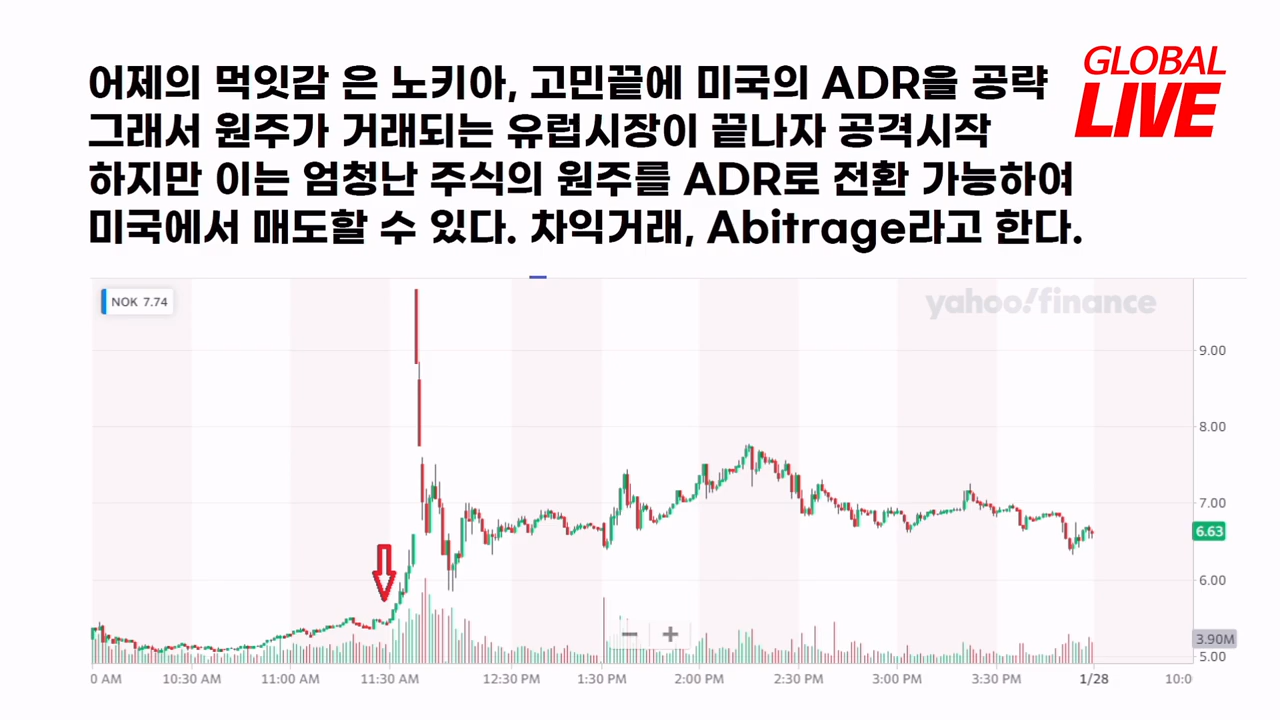 어제의 먹잇감 은 노키아, 고민끝에 미국의 ADR을 공략
그래서 원주가 거래되는 유럽시장이 끝나자 공격시작
하지만 이는 엄청난 주식의 원주를 ADR로 전환 가능하여
미국에서 매도할 수 있다. 차익거래, Abitrage라고 한다.
GLOBAL
LIVE
NOK 7.74
yahoo!finance
9.00
8.00
7.00
6.63
6.00
3.90M
5.00
0 AM 10:30 AM 11:00 AM 11:30 AM 12:30 PM 1:30 PM 2:00 PM 2:30 PM 3:00 PM 3:30 PM 1/28 10:0